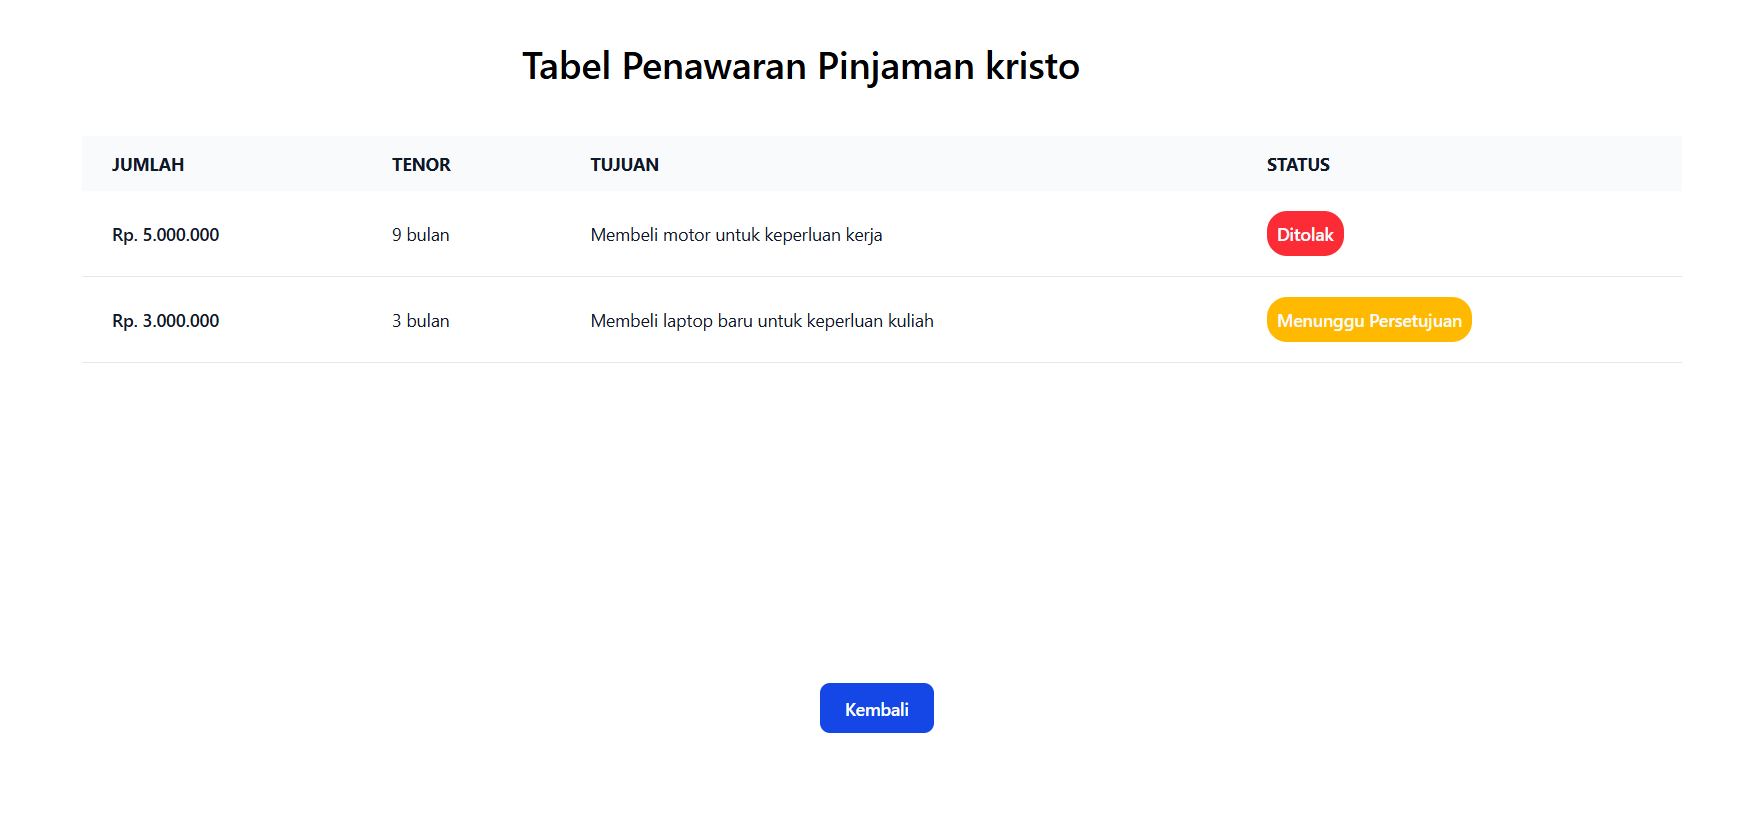 Tabel Penawaran Pinjaman kristo
JUMLAH TENOR TUJUAN STATUS
Rp. 5.000.000 9 bulan Membeli motor untuk keperluan kerja Ditolak
Rp. 3.000.000 3 bulan Membeli laptop baru untuk keperluan kuliah Menunggu Persetujuan
Kembali